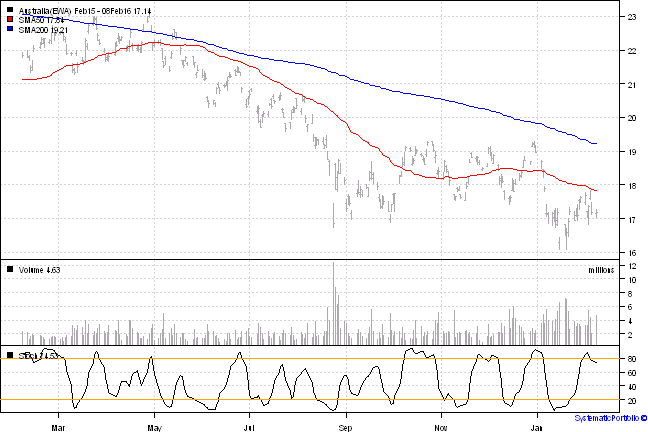 Australia(EWA) Feb15 - 08Feb16 17.14
SMA50 17.84
SMA200 19.21
23
22
21
20
19
18
17
16
Volume 4.63
millions
12
10
8
6
4
2
80
60
40
20
Mar
May
Jul
Sep
Nov
Jan
SystematicPortfolio ©